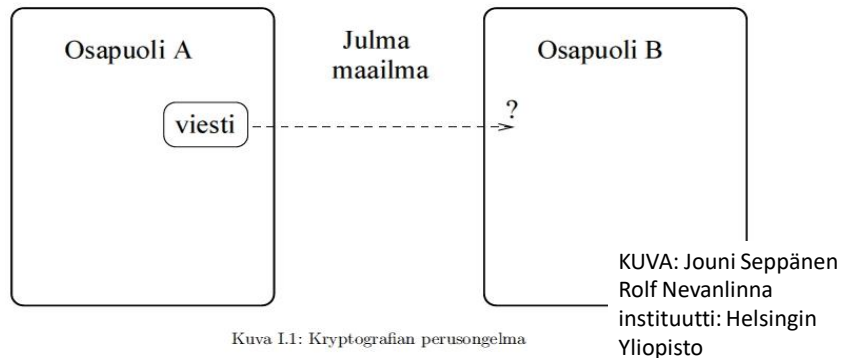 Osapuoli A
Julma
maailma
Osapuoli B
viesti
?
KUVA: Jouni Seppänen
Rolf Nevanlinna
instituutti: Helsingin
Yliopisto
Kuva I.1: Kryptografian perusongelma